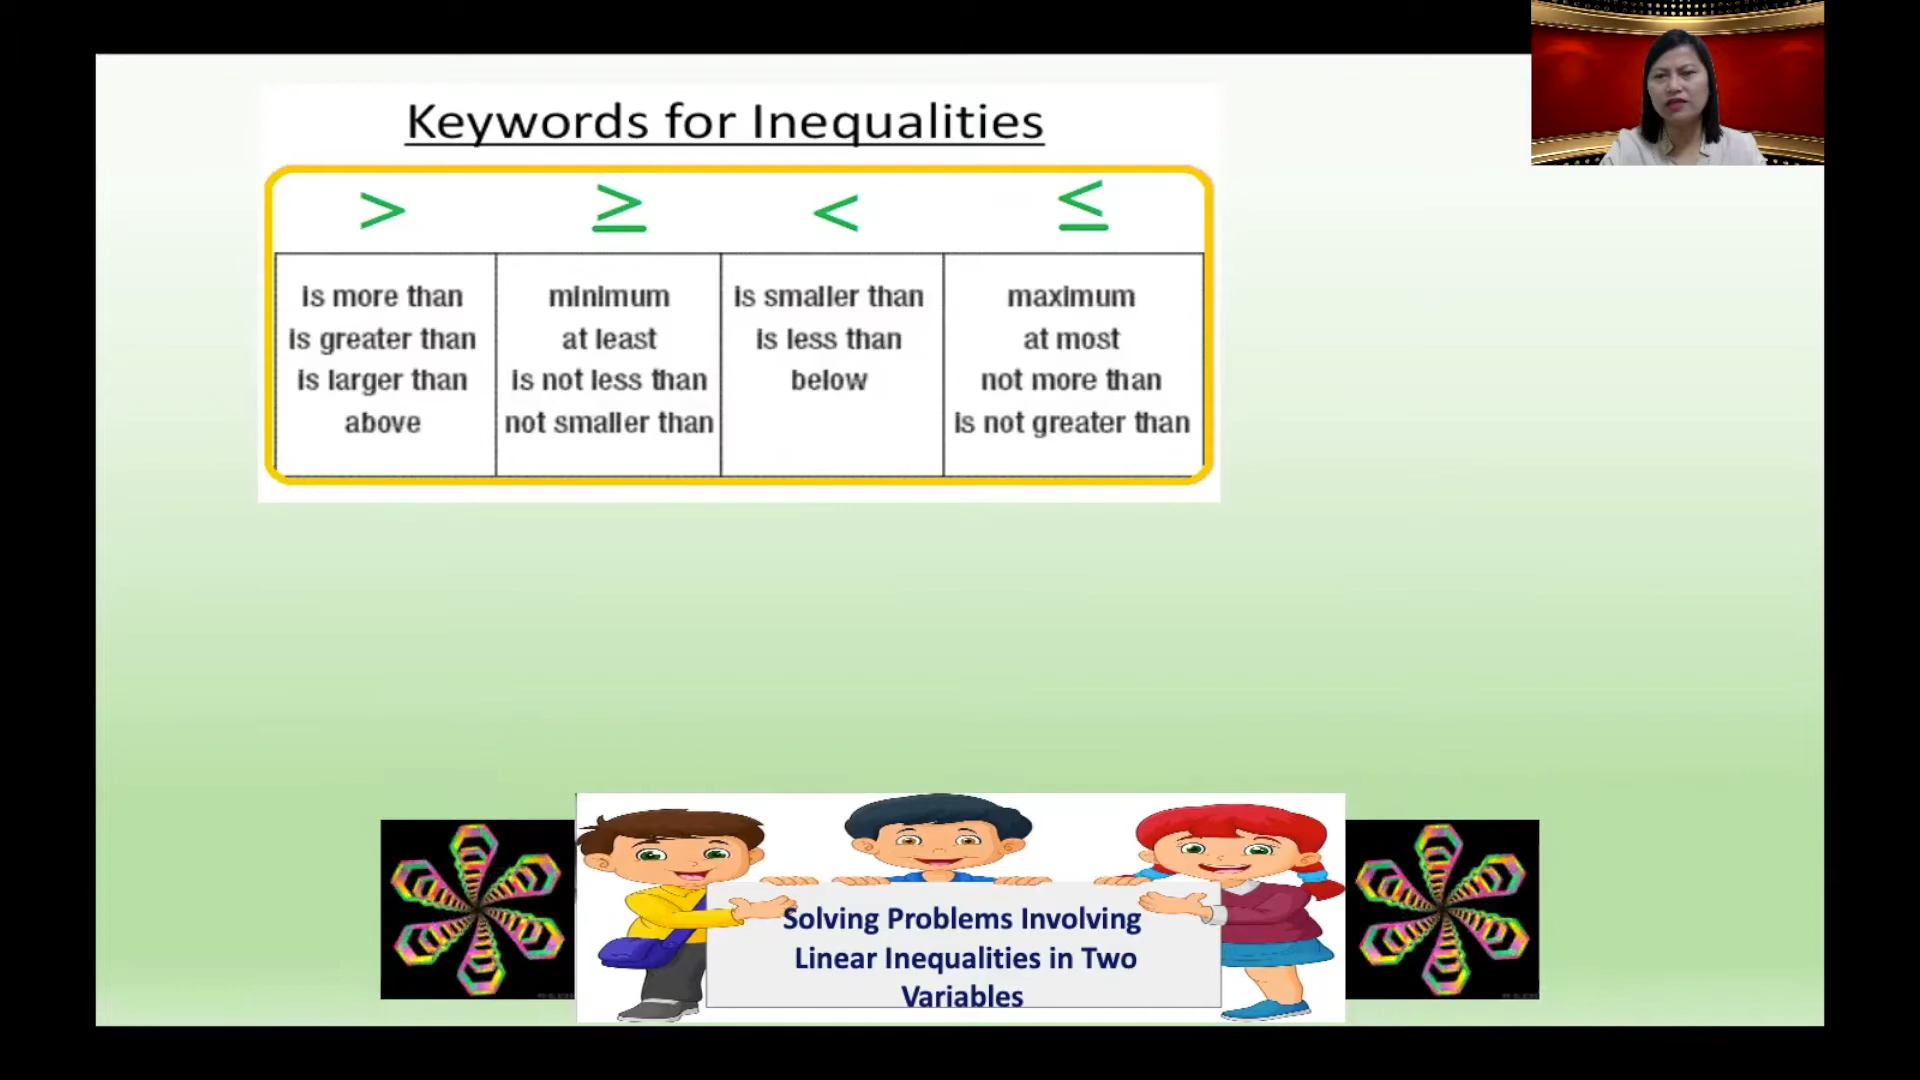 Keywords for Inequalities
> ≥ < ≤
is more than minimum is smaller than maximum
is greater than at least is less than at most
is larger than is not less than below not more than
above not smaller than is not greater than
Solving Problems Involving
Linear Inequalities in Two
Variables